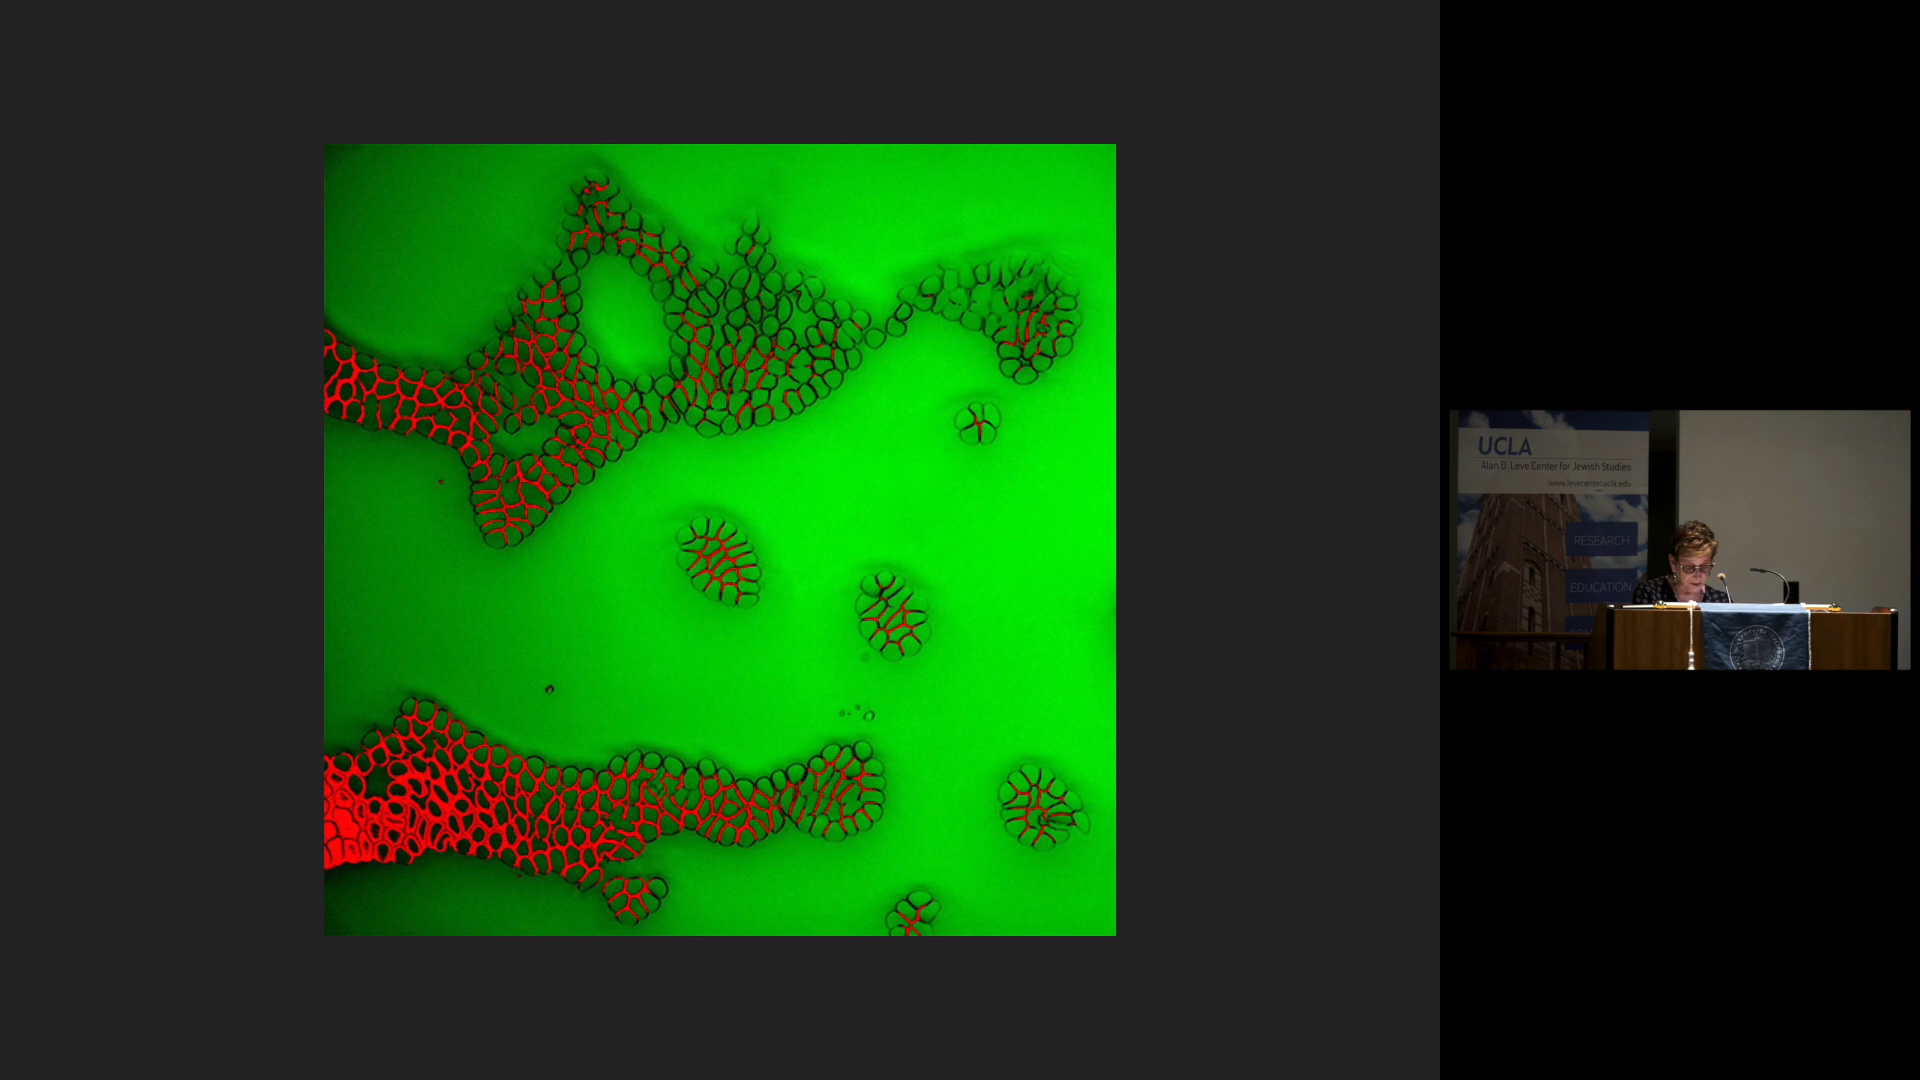 UCLA
Alan D. Leve Center for Jewish Studies
www.levecenter.ucla.edu
RESEARCH
EDUCATION